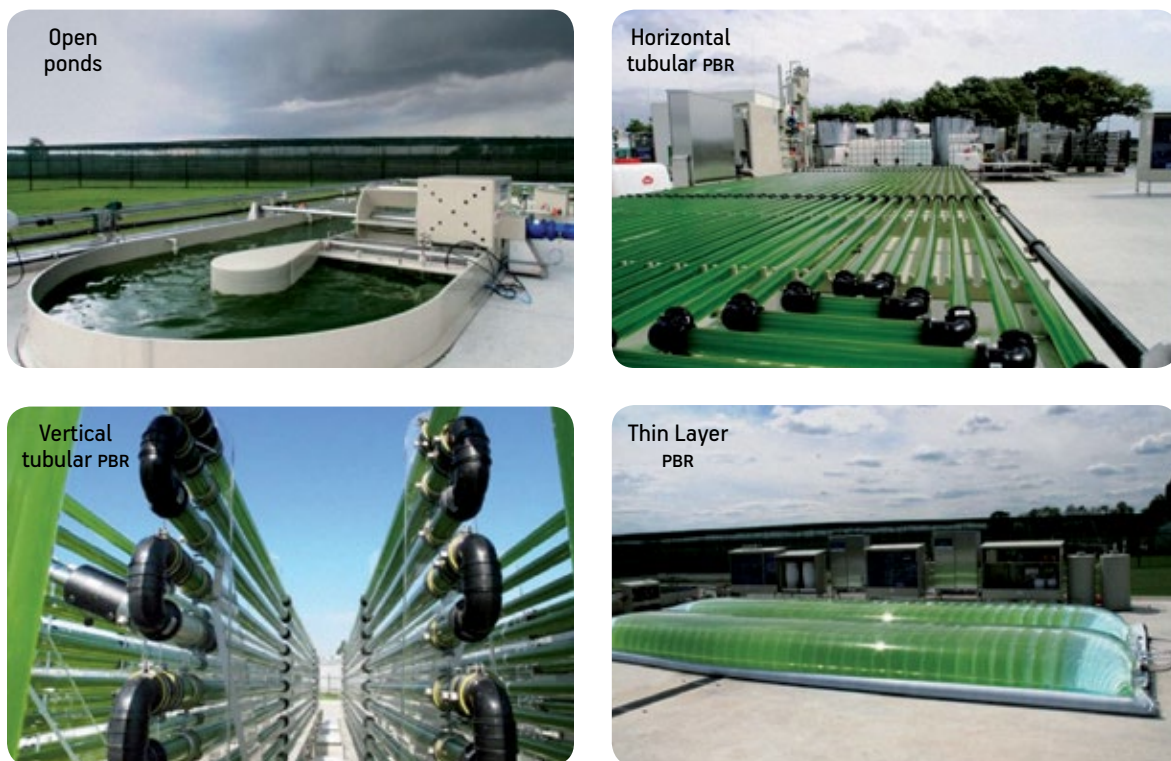 Open
ponds
Horizontal
tubular PBR
Vertical
tubular PBR
Thin Layer
PBR